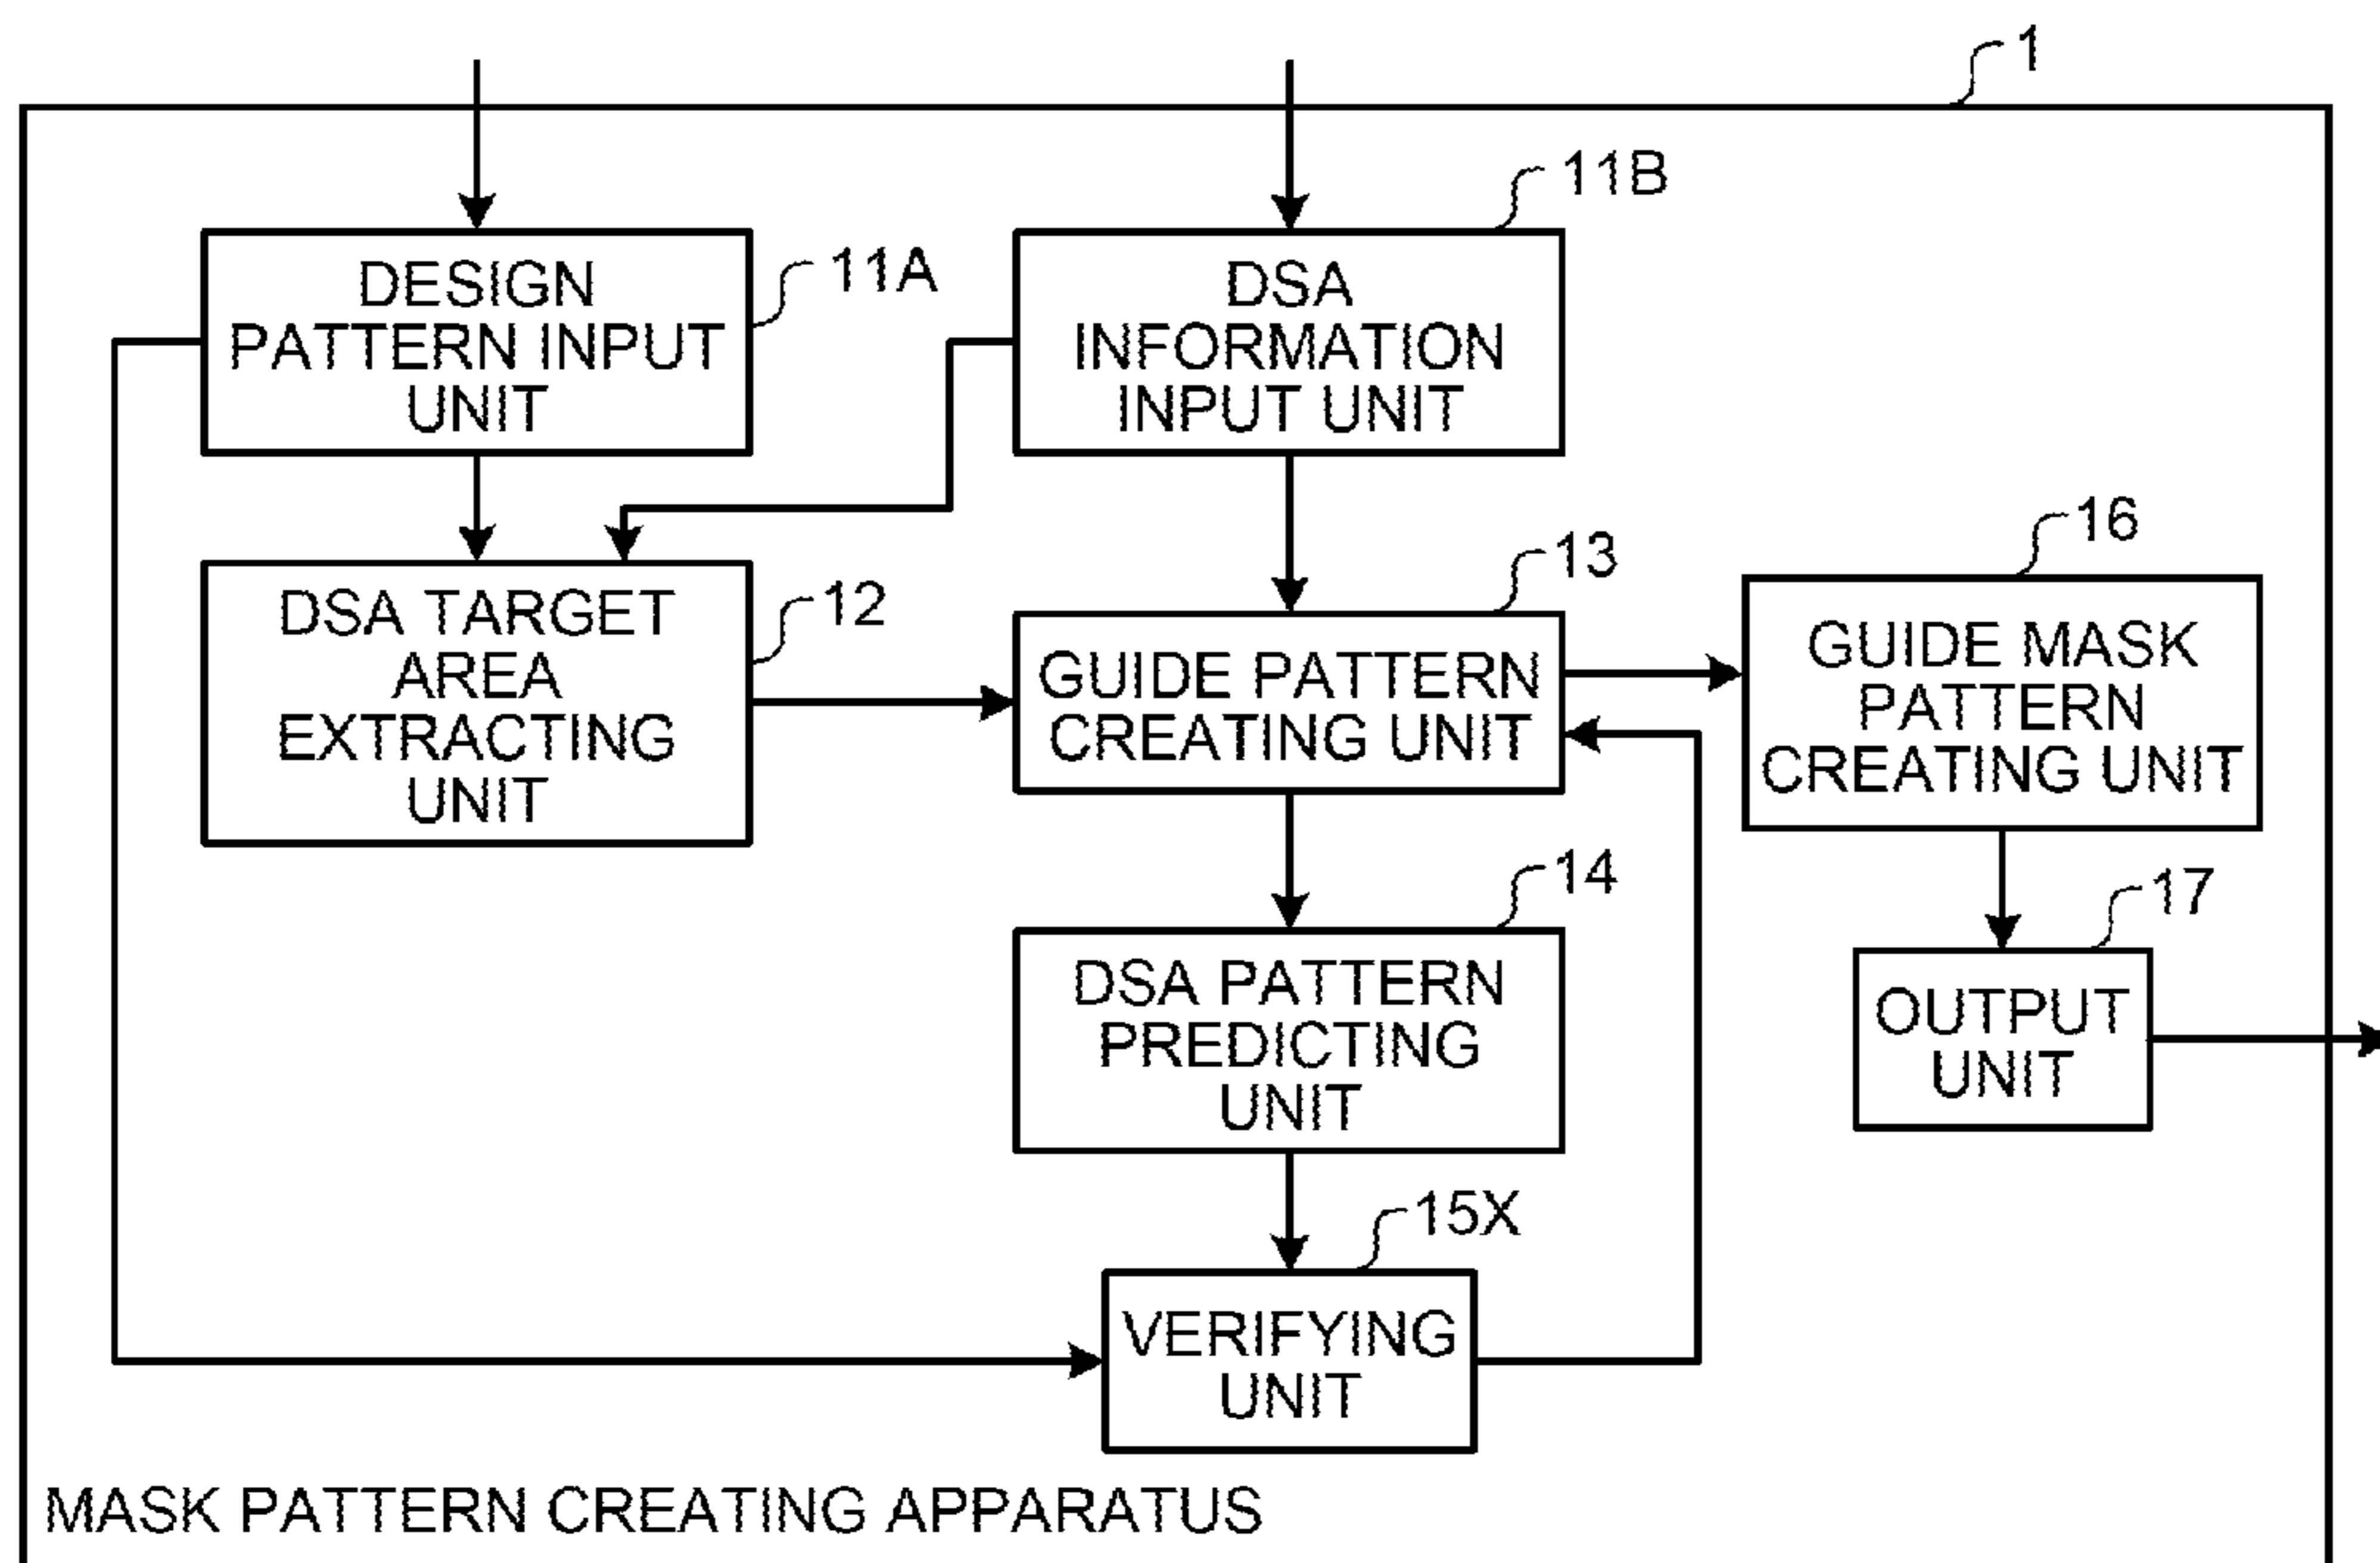 1
11B
11A
DESIGN
PATTERN INPUT
UNIT
DSA
INFORMATION
INPUT UNIT
16
13
12
DSA TARGET
AREA
EXTRACTING
UNIT
GUIDE PATTERN
CREATING UNIT
GUIDE MASK
PATTERN
CREATING UNIT
14
17
DSA PATTERN
PREDICTING
UNIT
OUTPUT
UNIT
15X
VERIFYING
UNIT
MASK PATTERN CREATING APPARATUS